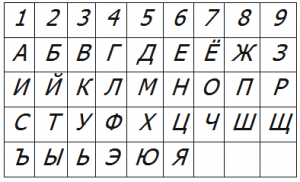 1 2 3 4 5 6 7 8 9
А Б В Г Д Е Ё Ж З
И Й К Л М Н О П Р
С Т У Ф Х Ц Ч Ш Щ
Ъ Ы Ь Э Ю Я